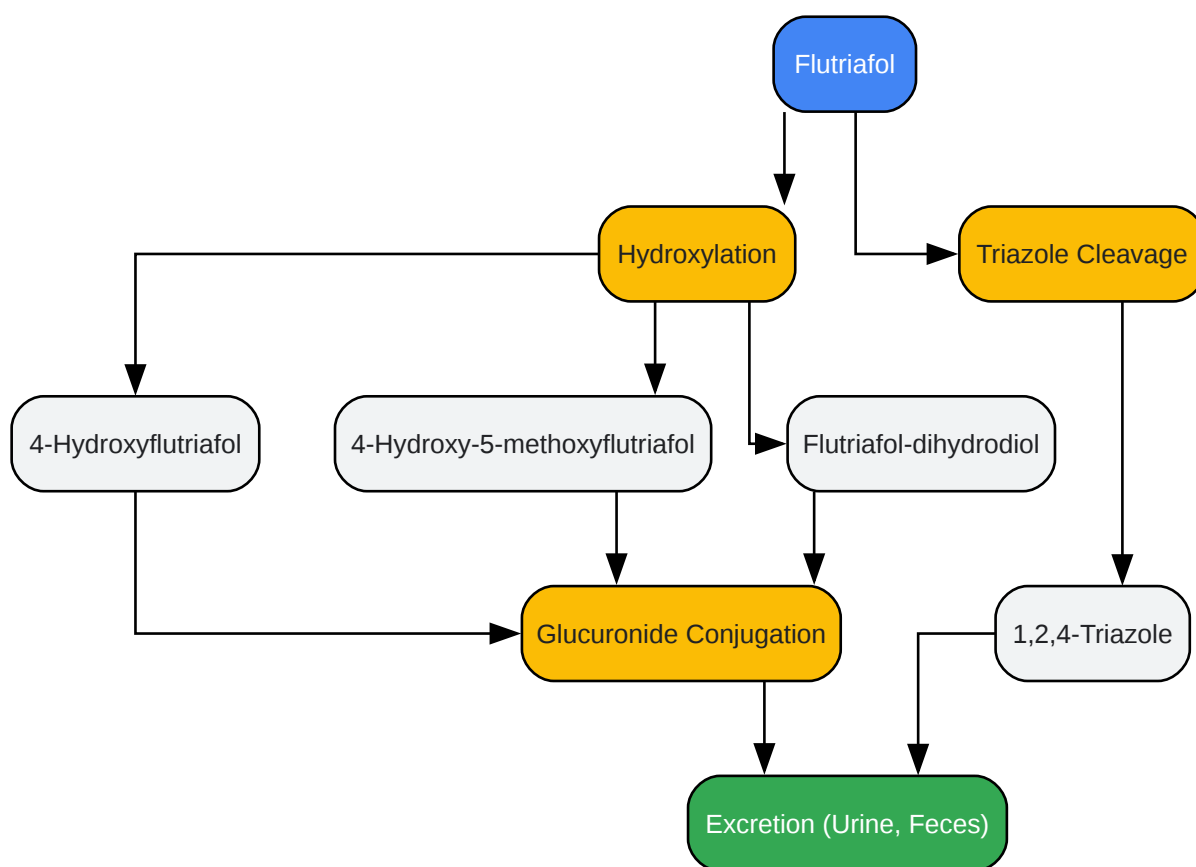 Flutriafol
Hydroxylation
Triazole Cleavage
4-Hydroxyflutriafol
4-Hydroxy-5-methoxyflutriafol
Flutriafol-dihydrodiol
Glucuronide Conjugation
1,2,4-Triazole
Excretion (Urine, Feces)